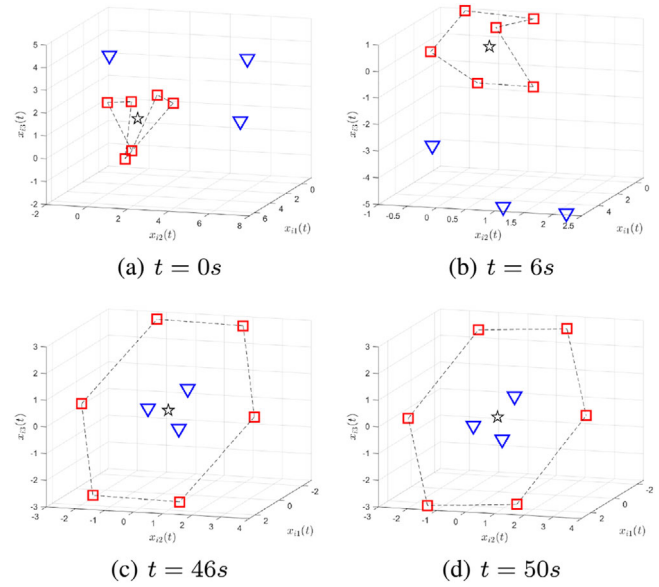 5
4
3
2
1
0
-1
-2
x_{i3}(t)
-2 0 2 4 6 8
x_{i2}(t)
6 4 2 0
x_{i1}(t)
(a) t = 0s
1
0
-1
-2
-3
-4
-5
x_{i3}(t)
-1 -0.5 0 0.5 1 1.5 2 2.5
x_{i2}(t)
x_{i1}(t)
(b) t = 6s
3
2
1
0
-1
-2
-3
x_{i3}(t)
-3 -2 -1 0 1 2 3 4
x_{i2}(t)
4 2 0 -2
x_{i1}(t)
(c) t = 46s
3
2
1
0
-1
-2
-3
x_{i3}(t)
-3 -2 -1 0 1 2 3 4
x_{i2}(t)
4 2 0 -2
x_{i1}(t)
(d) t = 50s